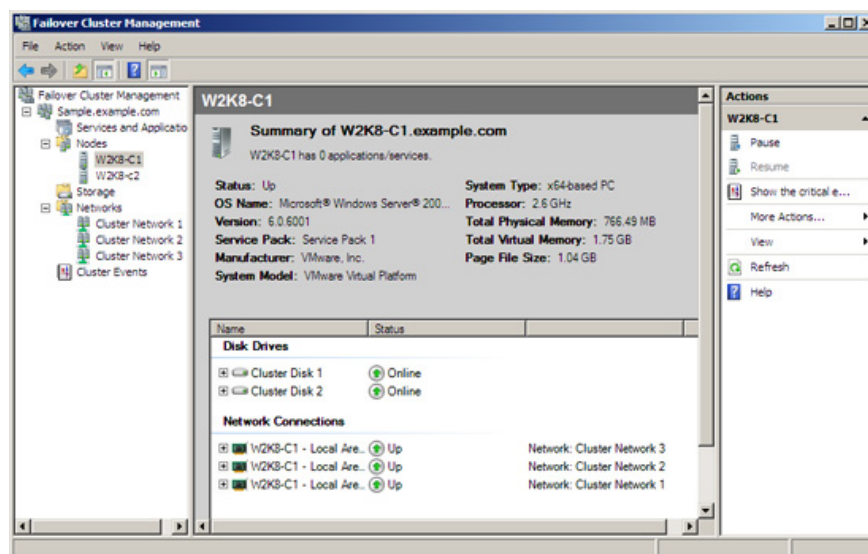 Failover Cluster Management
File Action View Help
Failover Cluster Management
Sample.example.com
Services and Applicatio
Nodes
W2K8-C1
W2K8-c2
Storage
Networks
Cluster Network 1
Cluster Network 2
Cluster Network 3
Cluster Events
W2K8-C1
Summary of W2K8-C1.example.com
W2K8-C1 has 0 applications/services.
Status: Up
OS Name: Microsoft® Windows Server® 200...
Version: 6.0.6001
Service Pack: Service Pack 1
Manufacturer: VMware, Inc.
System Model: VMware Virtual Platform
System Type: x64-based PC
Processor: 2.6 GHz
Total Physical Memory: 766.49 MB
Total Virtual Memory: 1.75 GB
Page File Size: 1.04 GB
Name Status
Disk Drives
Cluster Disk 1 Online
Cluster Disk 2 Online
Network Connections
W2K8-C1 - Local Are... Up Network: Cluster Network 3
W2K8-C1 - Local Are... Up Network: Cluster Network 2
W2K8-C1 - Local Are... Up Network: Cluster Network 1
Actions
W2K8-C1
Pause
Resume
Show the critical e...
More Actions...
View
Refresh
Help